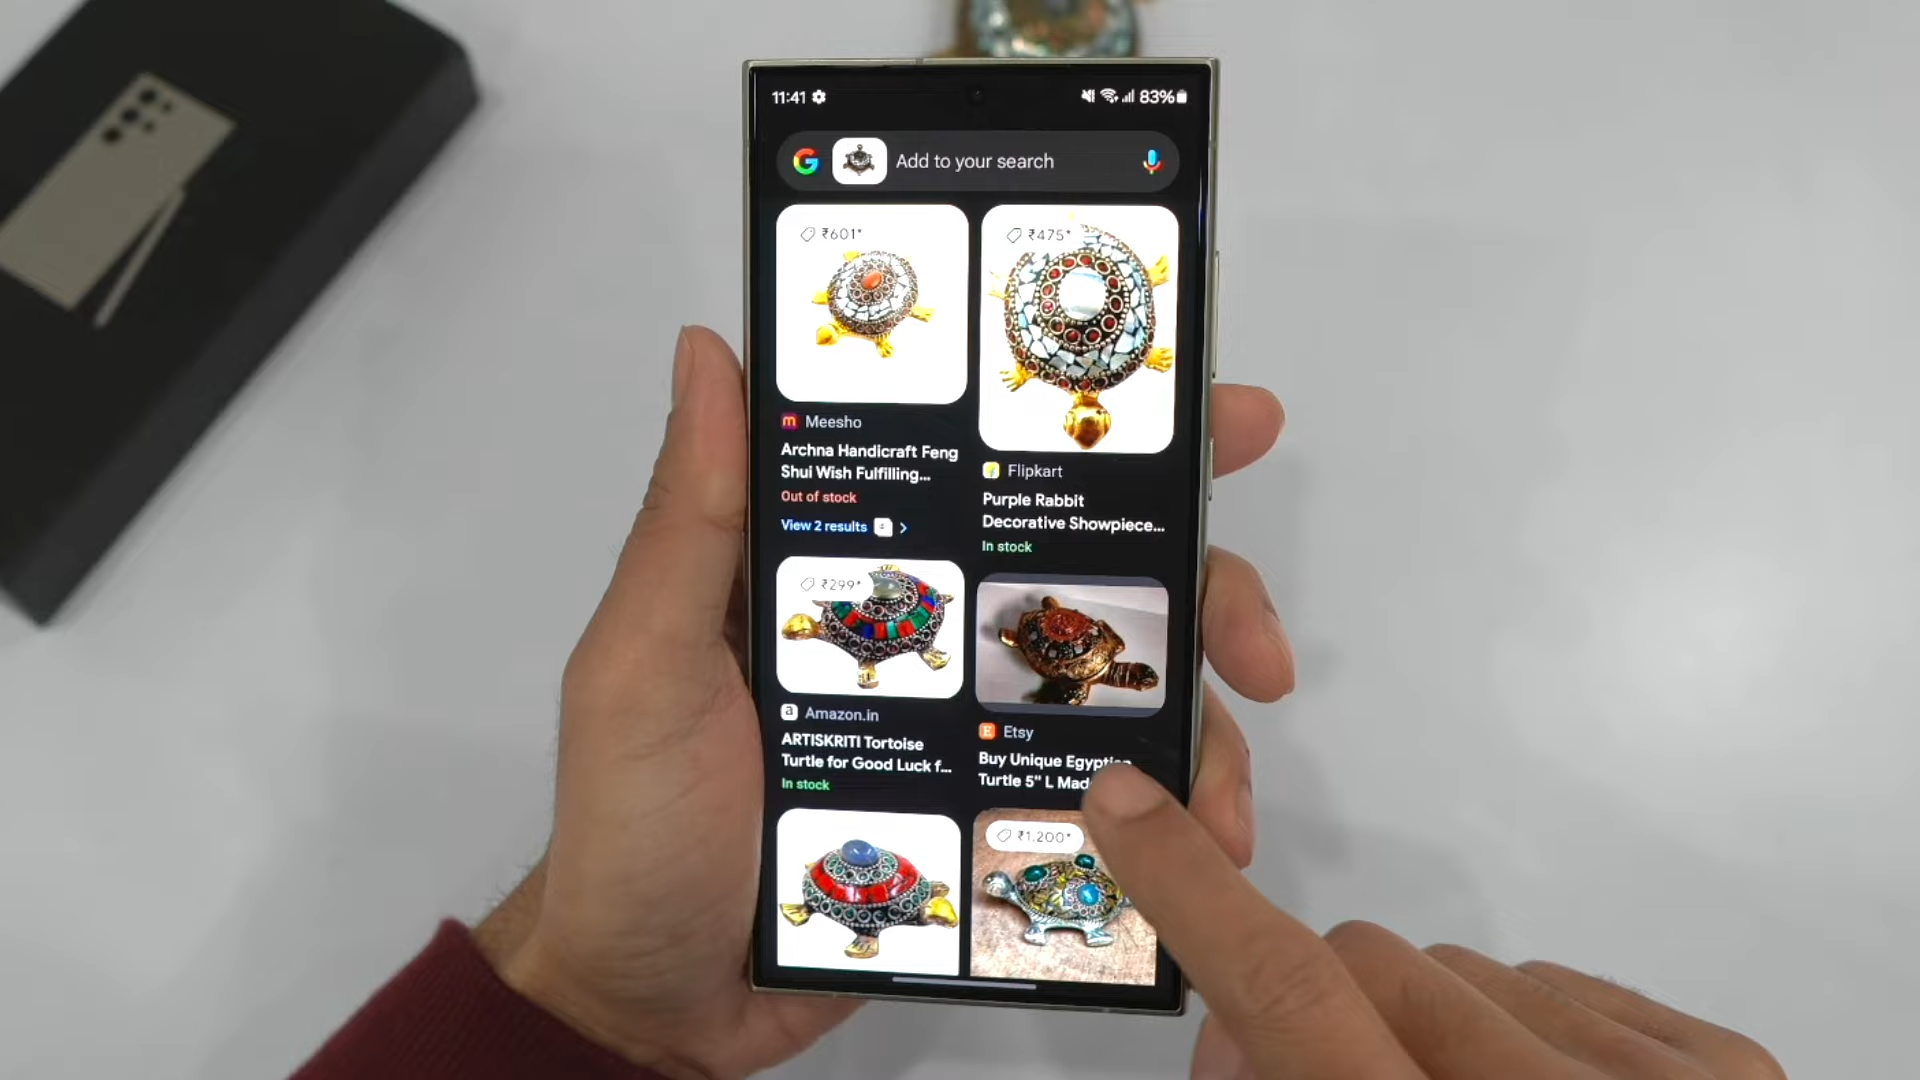 11:41
83%
Add to your search
₹601*
Meesho
Archna Handicraft Feng
Shui Wish Fulfilling...
Out of stock
View 2 results
₹475*
Flipkart
Purple Rabbit
Decorative Showpiece...
In stock
₹299*
Amazon.in
ARTISKRITI Tortoise
Turtle for Good Luck f...
In stock
Etsy
Buy Unique Egyptian
Turtle 5" L Mad
₹1,200*